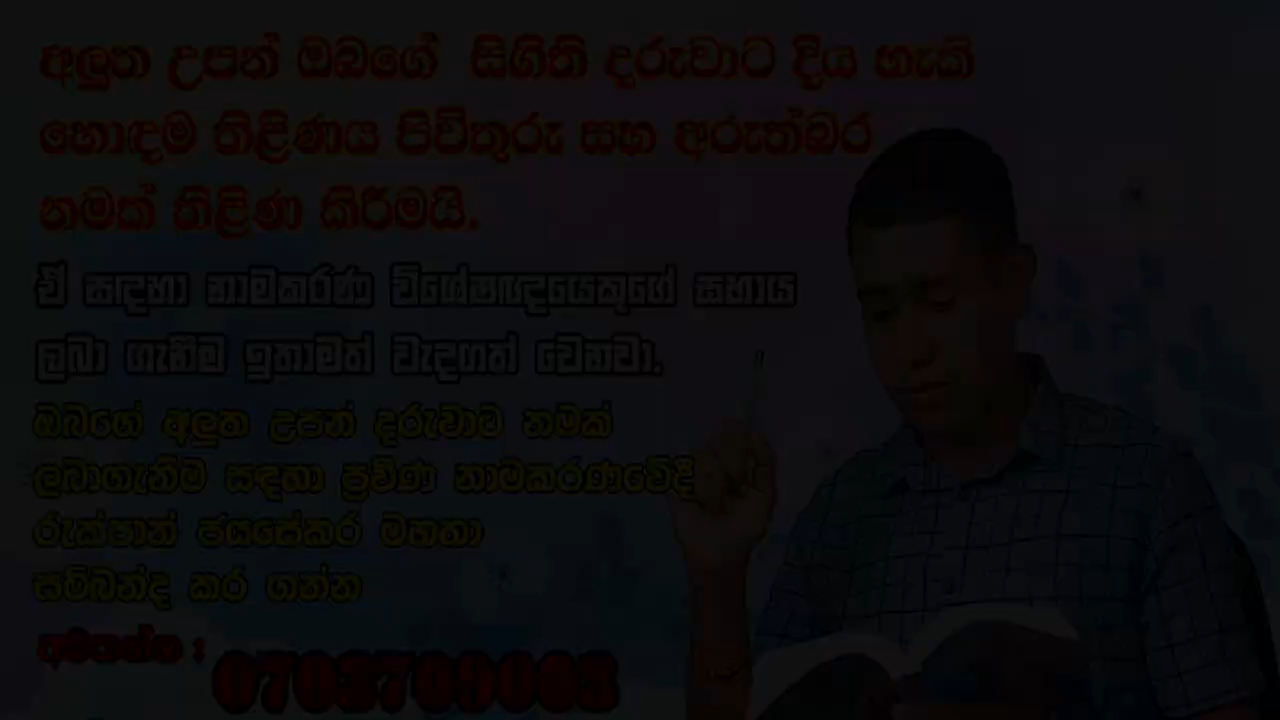 අලුත උපන් ඔබගේ සිගිති දරුවාට දිය හැකි
හොඳම තිළිණය පිවිතුරු සහ අරුත්බර
නමක් තිළිණ කිරීමයි.
ඒ සඳහා නාමකරණ විශේෂඥයෙකුගේ සහාය
ලබා ගැනීම ඉතාමත් වැදගත් වෙනවා.
ඔබගේ අලුත උපන් දරුවාට නමක්
ලබාගැනීම සඳහා ප්‍රවීණ නාමකරණවේදී
රුක්ෂාන් ජයසේකර මහතා
සම්බන්ද කර ගන්න
අමතන්න :